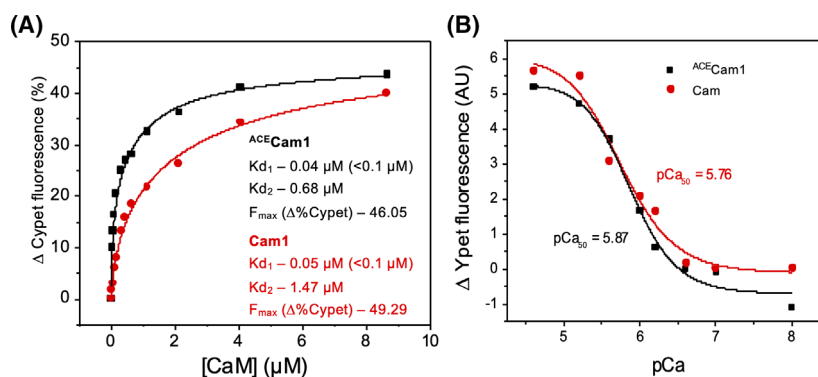 (A)
50
40
30
20
10
0
Δ Cypet fluorescence (%)
ᴬᶜᴱCam1
Kd₁ – 0.04 µM (<0.1 µM)
Kd₂ – 0.68 µM
Fₘₐₓ (Δ%Cypet) – 46.05
Cam1
Kd₁ – 0.05 µM (<0.1 µM)
Kd₂ – 1.47 µM
Fₘₐₓ (Δ%Cypet) – 49.29
0 2 4 6 8 10
[CaM] (µM)
(B)
7
6
5
4
3
2
1
0
-1
Δ Ypet fluorescence (AU)
ᴬᶜᴱCam1
Cam
pCa₅₀ = 5.76
pCa₅₀ = 5.87
5 6 7 8
pCa